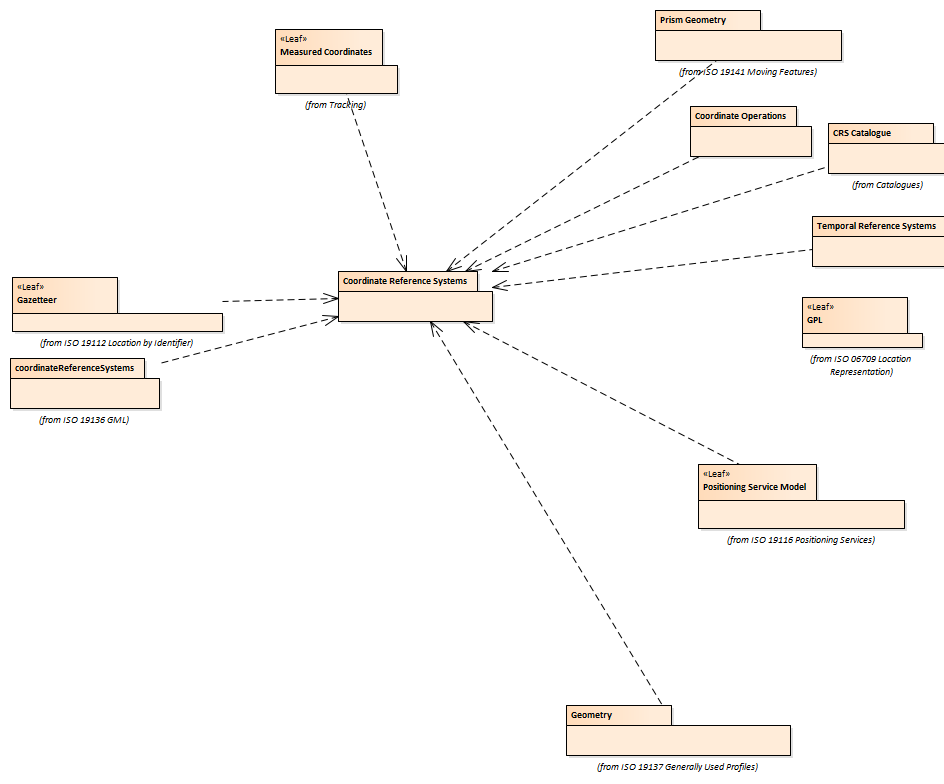 Prism Geometry
(from ISO 19141 Moving Features)
«Leaf»
Measured Coordinates
(from Tracking)
Coordinate Operations
CRS Catalogue
(from Catalogues)
Temporal Reference Systems
Coordinate Reference Systems
«Leaf»
Gazetteer
(from ISO 19112 Location by Identifier)
«Leaf»
GPL
(from ISO 06709 Location
Representation)
coordinateReferenceSystems
(from ISO 19136 GML)
«Leaf»
Positioning Service Model
(from ISO 19116 Positioning Services)
Geometry
(from ISO 19137 Generally Used Profiles)